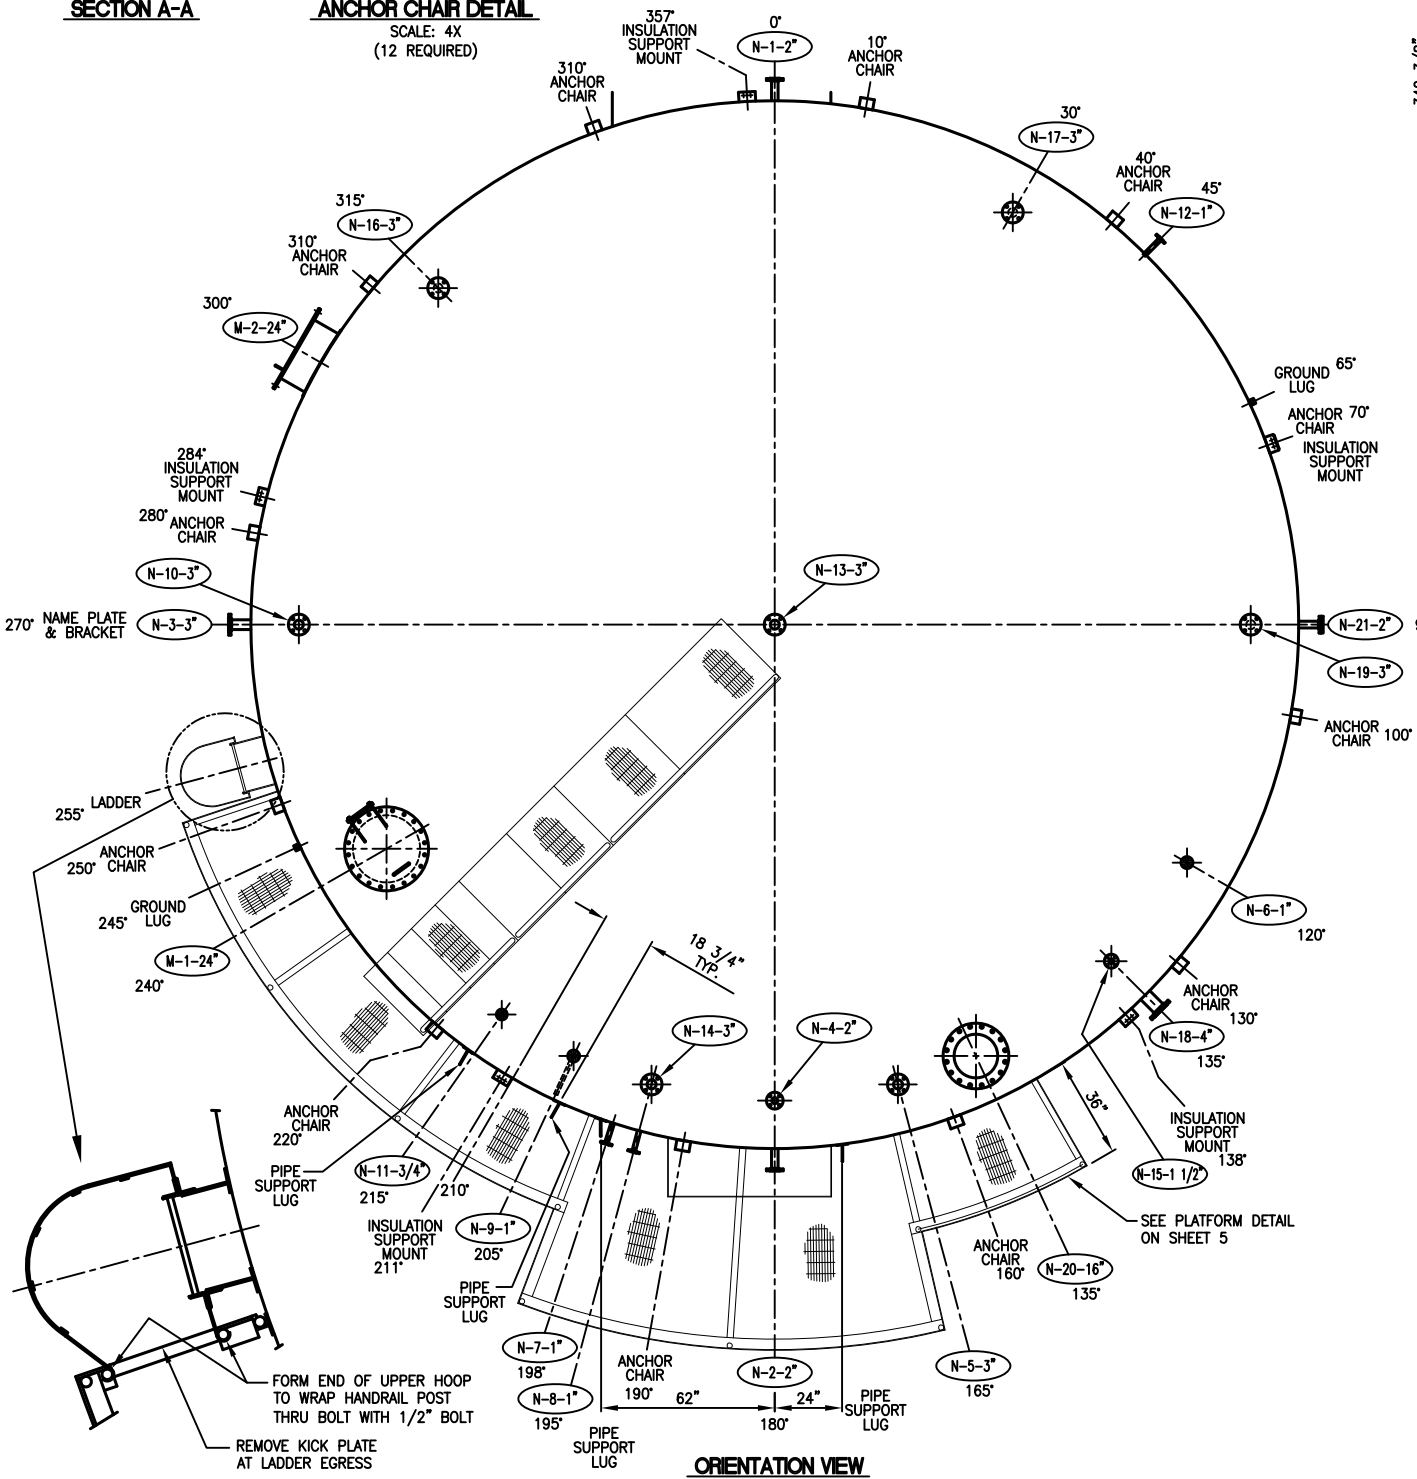 SECTION A-A
ANCHOR CHAIR DETAIL
SCALE: 4X
(12 REQUIRED)
357°
INSULATION
SUPPORT
MOUNT
0°
N-1-2"
10°
ANCHOR
CHAIR
310°
ANCHOR
CHAIR
30°
N-17-3"
40°
ANCHOR
CHAIR
45°
N-12-1"
315°
N-16-3"
310°
ANCHOR
CHAIR
300°
M-2-24"
GROUND 65°
LUG
ANCHOR 70°
CHAIR
INSULATION
SUPPORT
MOUNT
284°
INSULATION
SUPPORT
MOUNT
280° ANCHOR
CHAIR
N-10-3"
N-13-3"
270° NAME PLATE
& BRACKET
N-3-3"
N-21-2"
N-19-3"
ANCHOR
CHAIR 100°
255° LADDER
ANCHOR
250° CHAIR
GROUND
245° LUG
M-1-24"
240°
18 3/4"
TYP.
N-14-3"
N-4-2"
N-6-1"
120°
ANCHOR
CHAIR
130°
N-18-4"
135°
36"
INSULATION
SUPPORT
MOUNT
138°
N-15-1 1/2"
ANCHOR
CHAIR
220°
PIPE
SUPPORT
LUG
N-11-3/4"
215°
210°
INSULATION
SUPPORT
MOUNT
211°
N-9-1"
205°
PIPE
SUPPORT
LUG
SEE PLATFORM DETAIL
ON SHEET 5
ANCHOR
CHAIR
160°
N-20-16"
135°
N-7-1"
198°
N-8-1"
195°
ANCHOR
CHAIR
190°
62"
N-2-2"
180°
24"
PIPE
SUPPORT
LUG
N-5-3"
165°
PIPE
SUPPORT
LUG
FORM END OF UPPER HOOP
TO WRAP HANDRAIL POST
THRU BOLT WITH 1/2" BOLT
REMOVE KICK PLATE
AT LADDER EGRESS
ORIENTATION VIEW